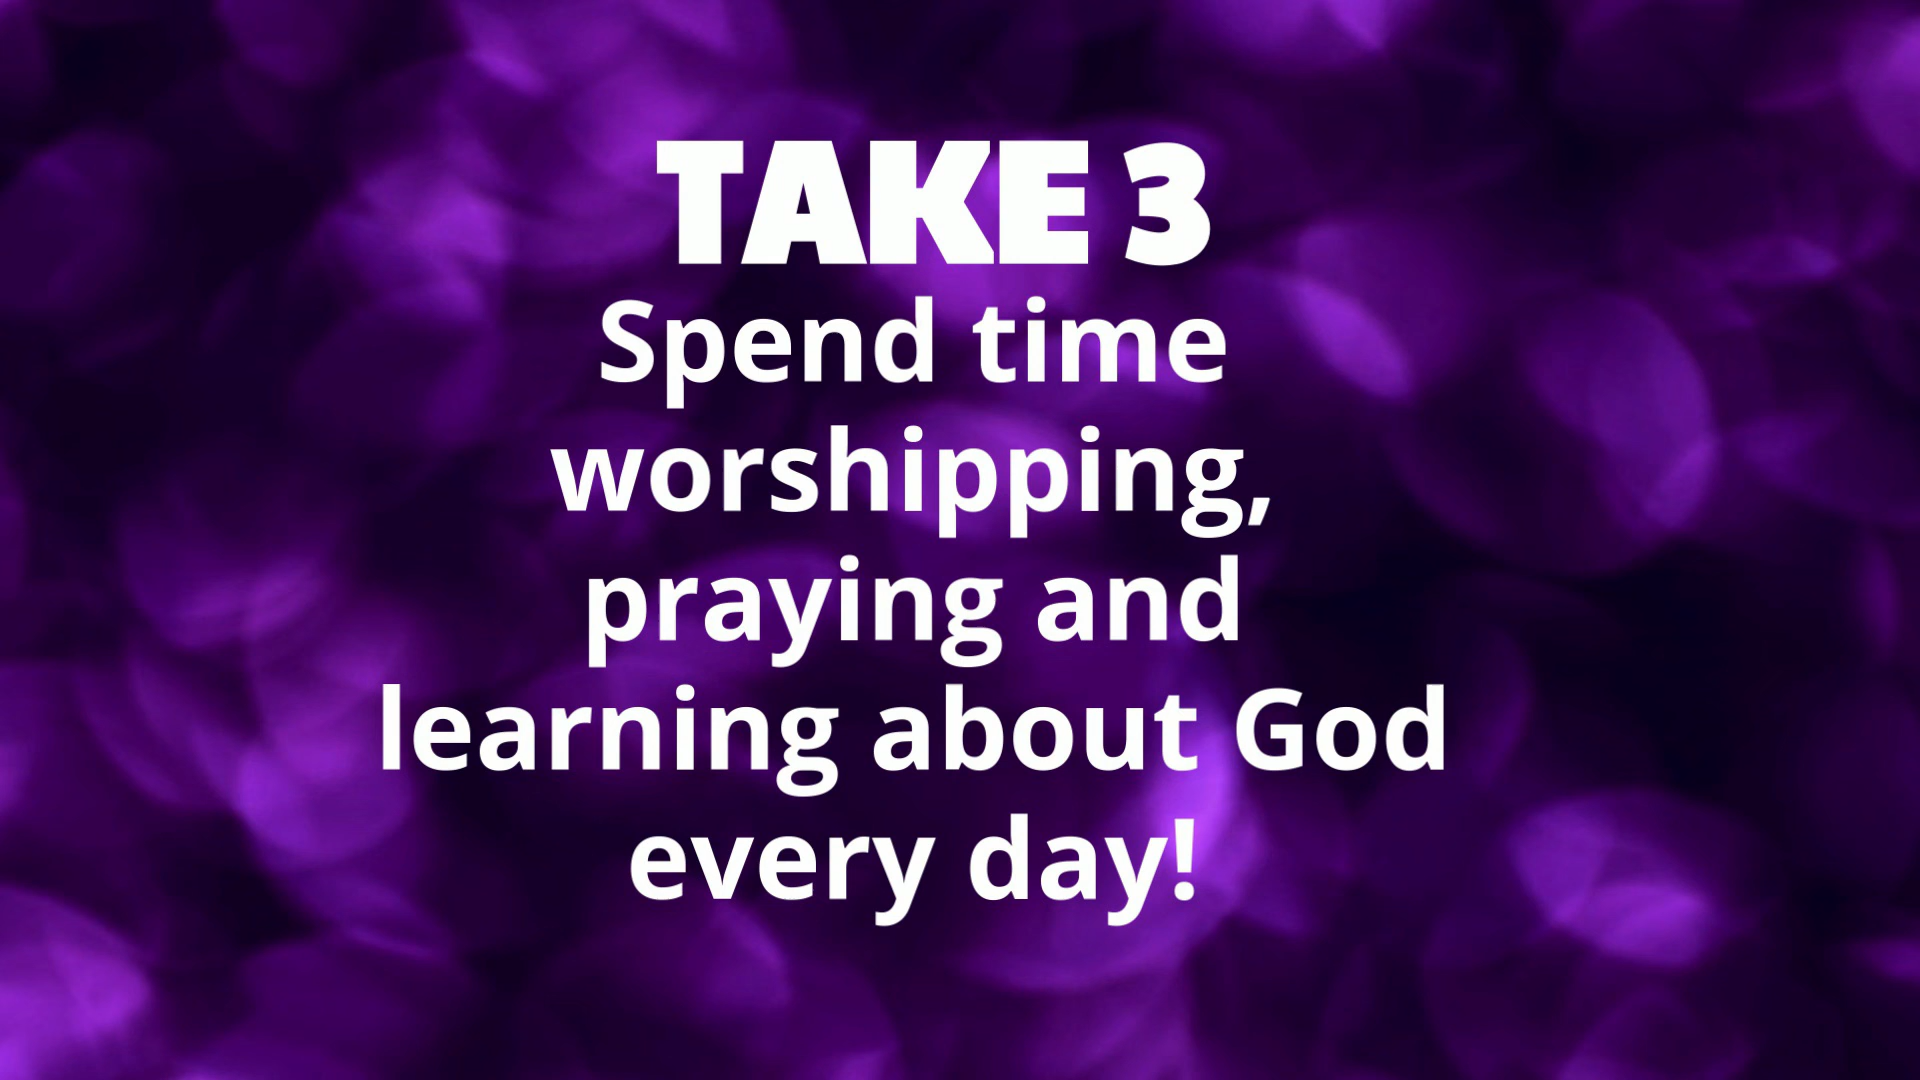 TAKE 3
Spend time
worshipping,
praying and
learning about God
every day!